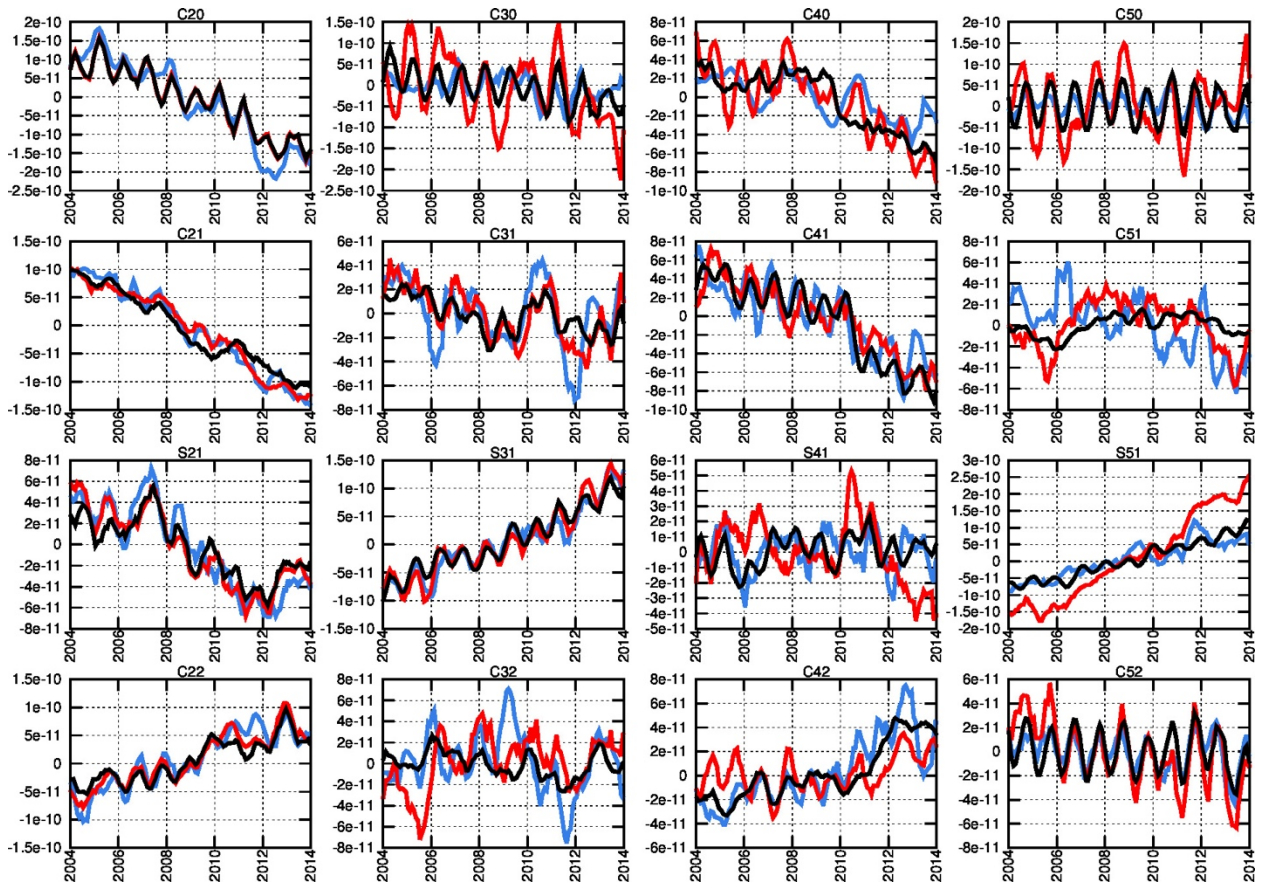 C20
2e-10
1.5e-10
1e-10
5e-11
0
-5e-11
-1e-10
-1.5e-10
-2e-10
-2.5e-10
2004 2006 2008 2010 2012 2014
C30
1.5e-10
1e-10
5e-11
0
-5e-11
-1e-10
-1.5e-10
-2e-10
-2.5e-10
2004 2006 2008 2010 2012 2014
C40
8e-11
6e-11
4e-11
2e-11
0
-2e-11
-4e-11
-6e-11
-8e-11
-1e-10
2004 2006 2008 2010 2012 2014
C50
2e-10
1.5e-10
1e-10
5e-11
0
-5e-11
-1e-10
-1.5e-10
-2e-10
2004 2006 2008 2010 2012 2014
C21
1.5e-10
1e-10
5e-11
0
-5e-11
-1e-10
-1.5e-10
2004 2006 2008 2010 2012 2014
C31
6e-11
4e-11
2e-11
0
-2e-11
-4e-11
-6e-11
-8e-11
2004 2006 2008 2010 2012 2014
C41
8e-11
6e-11
4e-11
2e-11
0
-2e-11
-4e-11
-6e-11
-8e-11
-1e-10
2004 2006 2008 2010 2012 2014
C51
8e-11
6e-11
4e-11
2e-11
0
-2e-11
-4e-11
-6e-11
-8e-11
2004 2006 2008 2010 2012 2014
S21
8e-11
6e-11
4e-11
2e-11
0
-2e-11
-4e-11
-6e-11
-8e-11
2004 2006 2008 2010 2012 2014
S31
1.5e-10
1e-10
5e-11
0
-5e-11
-1e-10
-1.5e-10
2004 2006 2008 2010 2012 2014
S41
6e-11
5e-11
4e-11
3e-11
2e-11
1e-11
0
-1e-11
-2e-11
-3e-11
-4e-11
-5e-11
2004 2006 2008 2010 2012 2014
S51
3e-10
2.5e-10
2e-10
1.5e-10
1e-10
5e-11
0
-5e-11
-1e-10
-1.5e-10
-2e-10
2004 2006 2008 2010 2012 2014
C22
1.5e-10
1e-10
5e-11
0
-5e-11
-1e-10
-1.5e-10
2004 2006 2008 2010 2012 2014
C32
8e-11
6e-11
4e-11
2e-11
0
-2e-11
-4e-11
-6e-11
-8e-11
2004 2006 2008 2010 2012 2014
C42
8e-11
6e-11
4e-11
2e-11
0
-2e-11
-4e-11
-6e-11
2004 2006 2008 2010 2012 2014
C52
6e-11
4e-11
2e-11
0
-2e-11
-4e-11
-6e-11
-8e-11
2004 2006 2008 2010 2012 2014